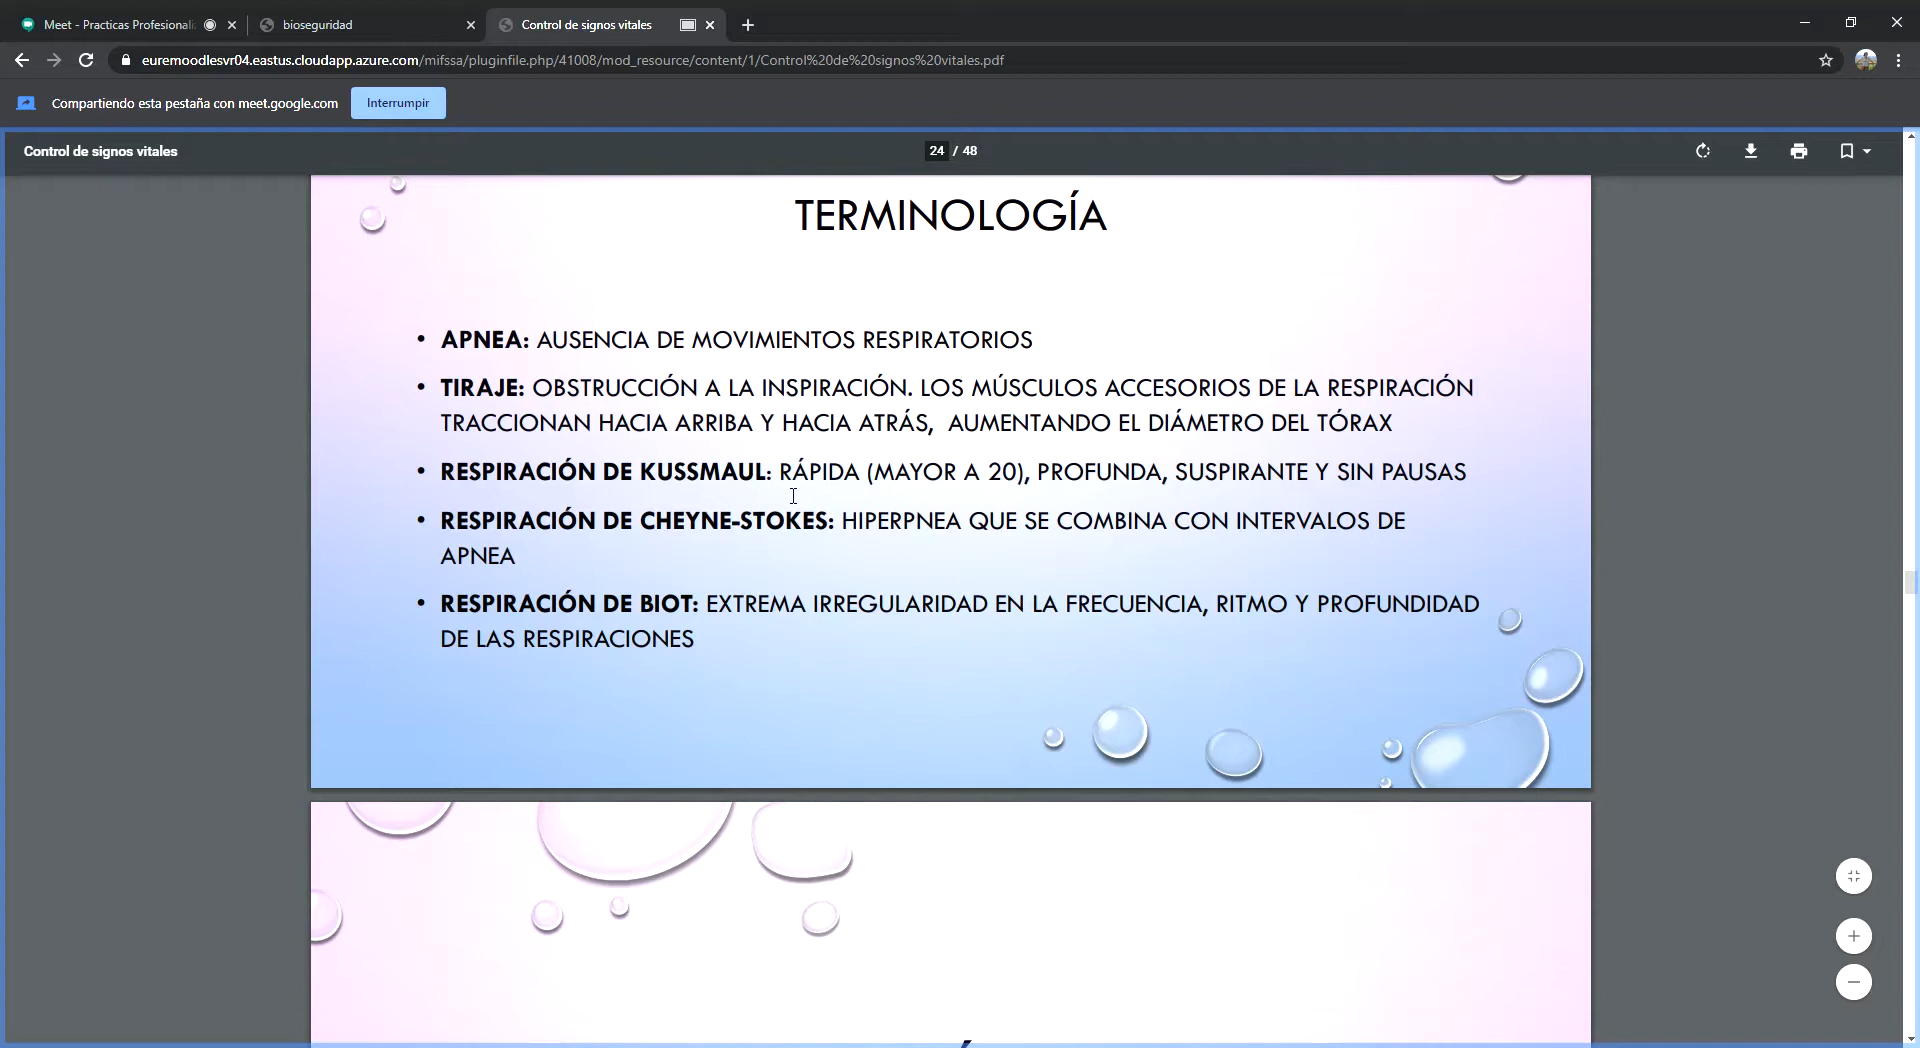 Meet - Practicas Profesionali
bioseguridad
Control de signos vitales
euremoodlesvr04.eastus.cloudapp.azure.com/mifssa/pluginfile.php/41008/mod_resource/content/1/Control%20de%20signos%20vitales.pdf
Compartiendo esta pestaña con meet.google.com
Interrumpir
Control de signos vitales
24 / 48
TERMINOLOGÍA
• APNEA: AUSENCIA DE MOVIMIENTOS RESPIRATORIOS
• TIRAJE: OBSTRUCCIÓN A LA INSPIRACIÓN. LOS MÚSCULOS ACCESORIOS DE LA RESPIRACIÓN
TRACCIONAN HACIA ARRIBA Y HACIA ATRÁS, AUMENTANDO EL DIÁMETRO DEL TÓRAX
• RESPIRACIÓN DE KUSSMAUL: RÁPIDA (MAYOR A 20), PROFUNDA, SUSPIRANTE Y SIN PAUSAS
• RESPIRACIÓN DE CHEYNE-STOKES: HIPERPNEA QUE SE COMBINA CON INTERVALOS DE
APNEA
• RESPIRACIÓN DE BIOT: EXTREMA IRREGULARIDAD EN LA FRECUENCIA, RITMO Y PROFUNDIDAD
DE LAS RESPIRACIONES